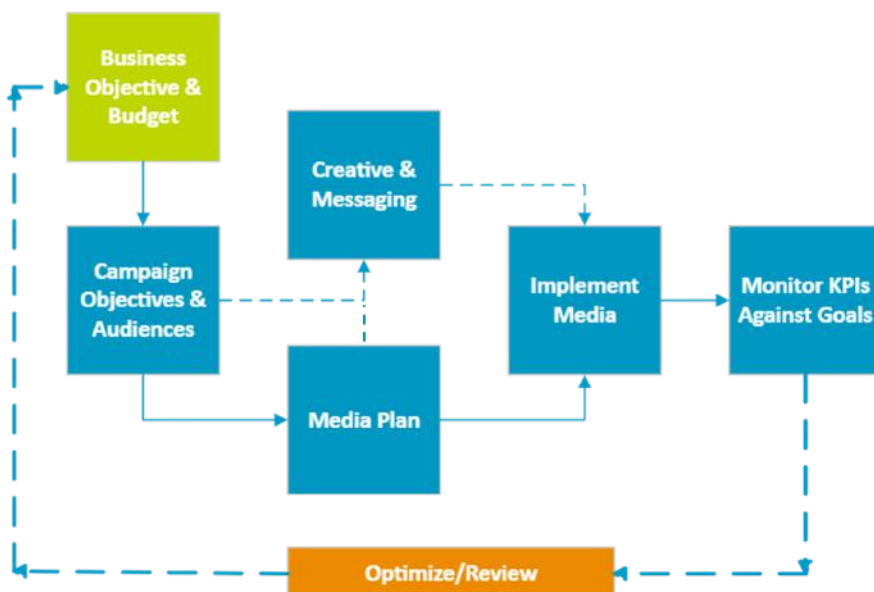 Business
Objective &
Budget
Creative &
Messaging
Campaign
Objectives &
Audiences
Implement
Media
Monitor KPIs
Against Goals
Media Plan
Optimize/Review